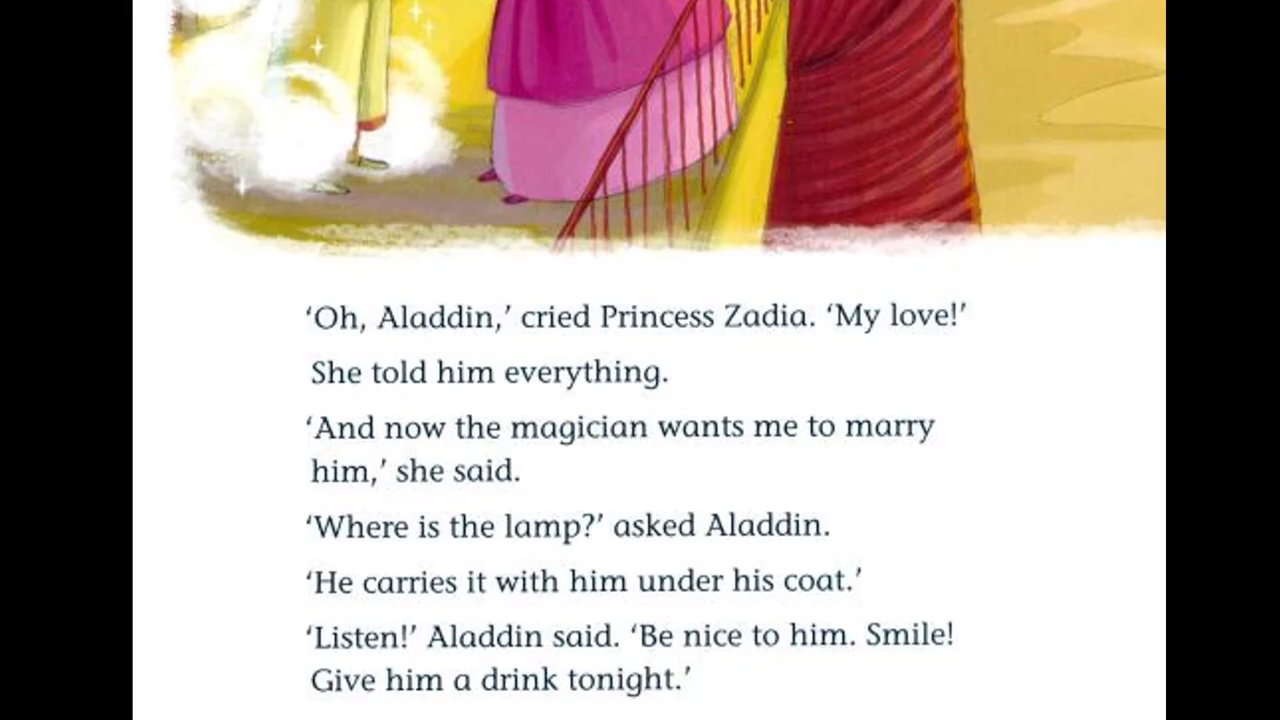 ‘Oh, Aladdin,’ cried Princess Zadia. ‘My love!’
She told him everything.
‘And now the magician wants me to marry
him,’ she said.
‘Where is the lamp?’ asked Aladdin.
‘He carries it with him under his coat.’
‘Listen!’ Aladdin said. ‘Be nice to him. Smile!
Give him a drink tonight.’